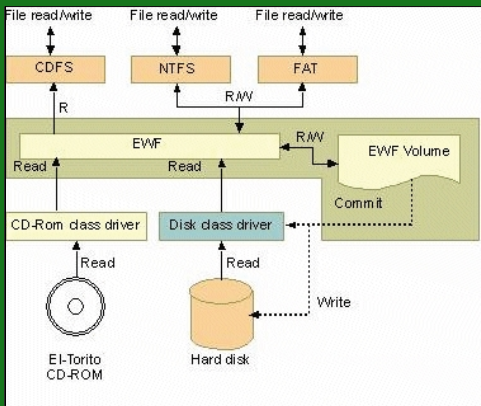 File read/write File read/write File read/write
CDFS NTFS FAT
R R/W
EWF R/W EWF Volume
Read Read
Commit
CD-Rom class driver Disk class driver
Read Read
Write
El-Torito Hard disk
CD-ROM